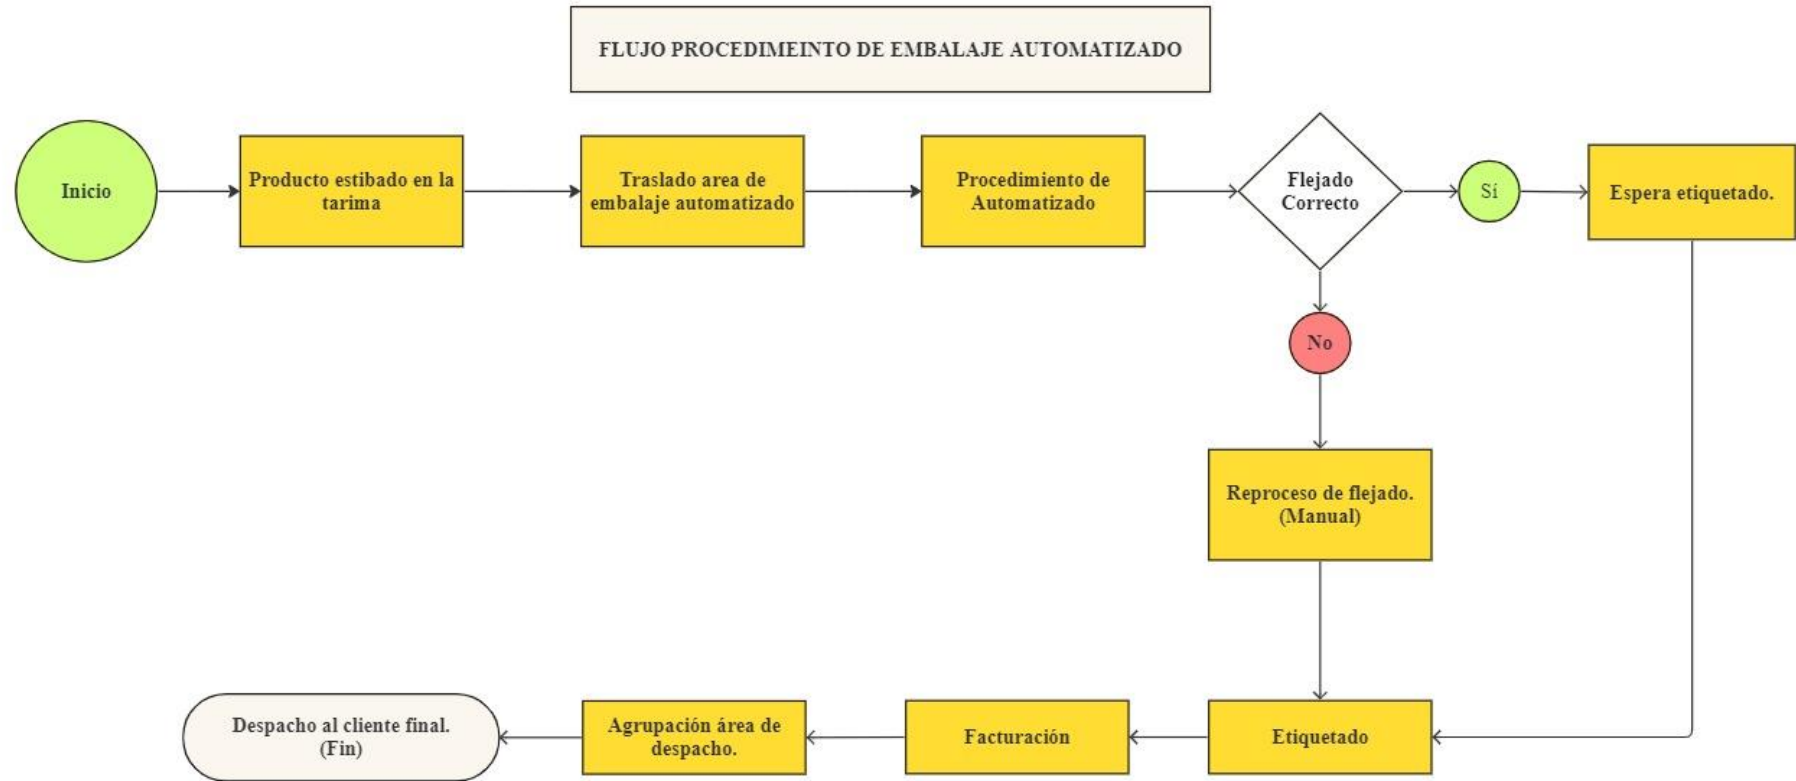 FLUJO PROCEDIMEINTO DE EMBALAJE AUTOMATIZADO
Inicio
Producto estibado en la
tarima
Traslado area de
embalaje automatizado
Procedimiento de
Automatizado
Flejado
Correcto
Sí
Espera etiquetado.
No
Reproceso de flejado.
(Manual)
Etiquetado
Facturación
Agrupación área de
despacho.
Despacho al cliente final.
(Fin)